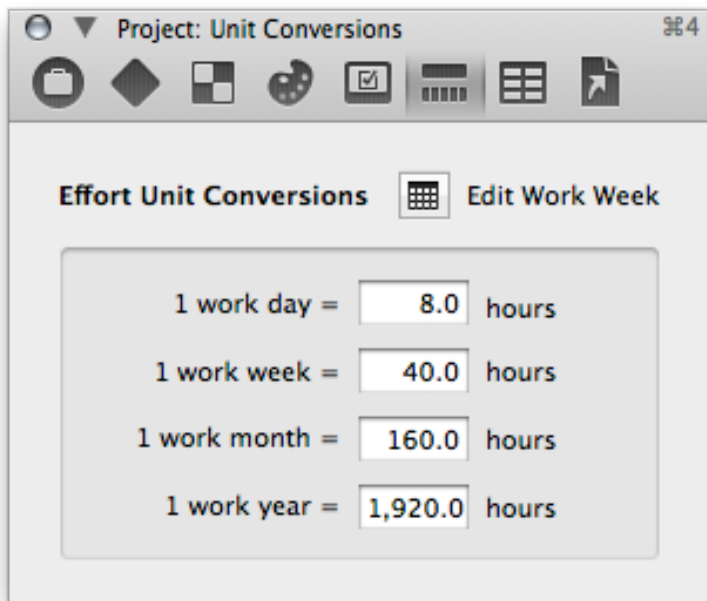 Project: Unit Conversions ⌘4
Effort Unit Conversions Edit Work Week
1 work day = 8.0 hours
1 work week = 40.0 hours
1 work month = 160.0 hours
1 work year = 1,920.0 hours